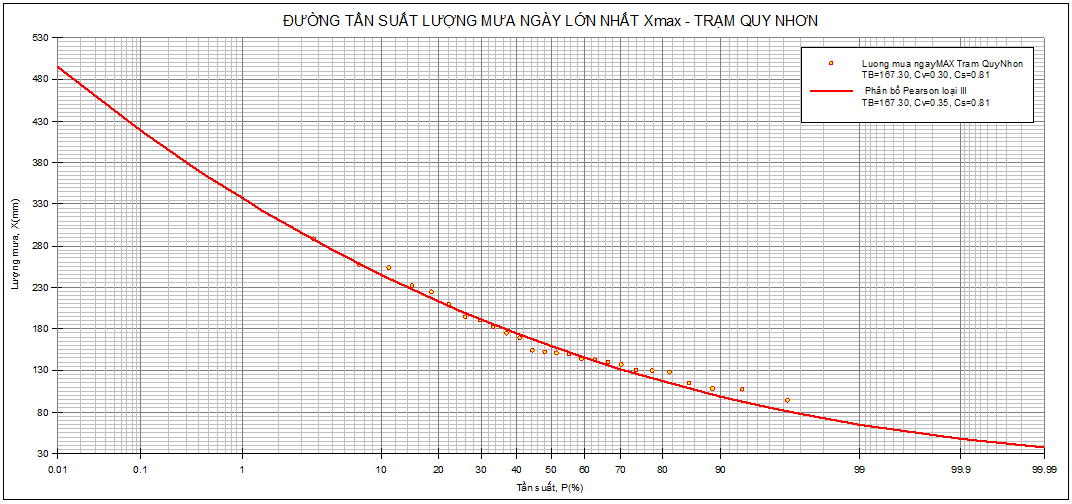 ĐƯỜNG TẦN SUẤT LƯỢNG MƯA NGÀY LỚN NHẤT Xmax - TRẠM QUY NHƠN
Luong mua ngayMAX Tram QuyNhon
TB=167.30, Cv=0.30, Cs=0.81
Phân bố Pearson loại III
TB=167.30, Cv=0.35, Cs=0.81
Lượng mưa, X(mm)
530
480
430
380
330
280
230
180
130
80
30
0.01 0.1 1 10 20 30 40 50 60 70 80 90 99 99.9 99.99
Tần suất, P(%)